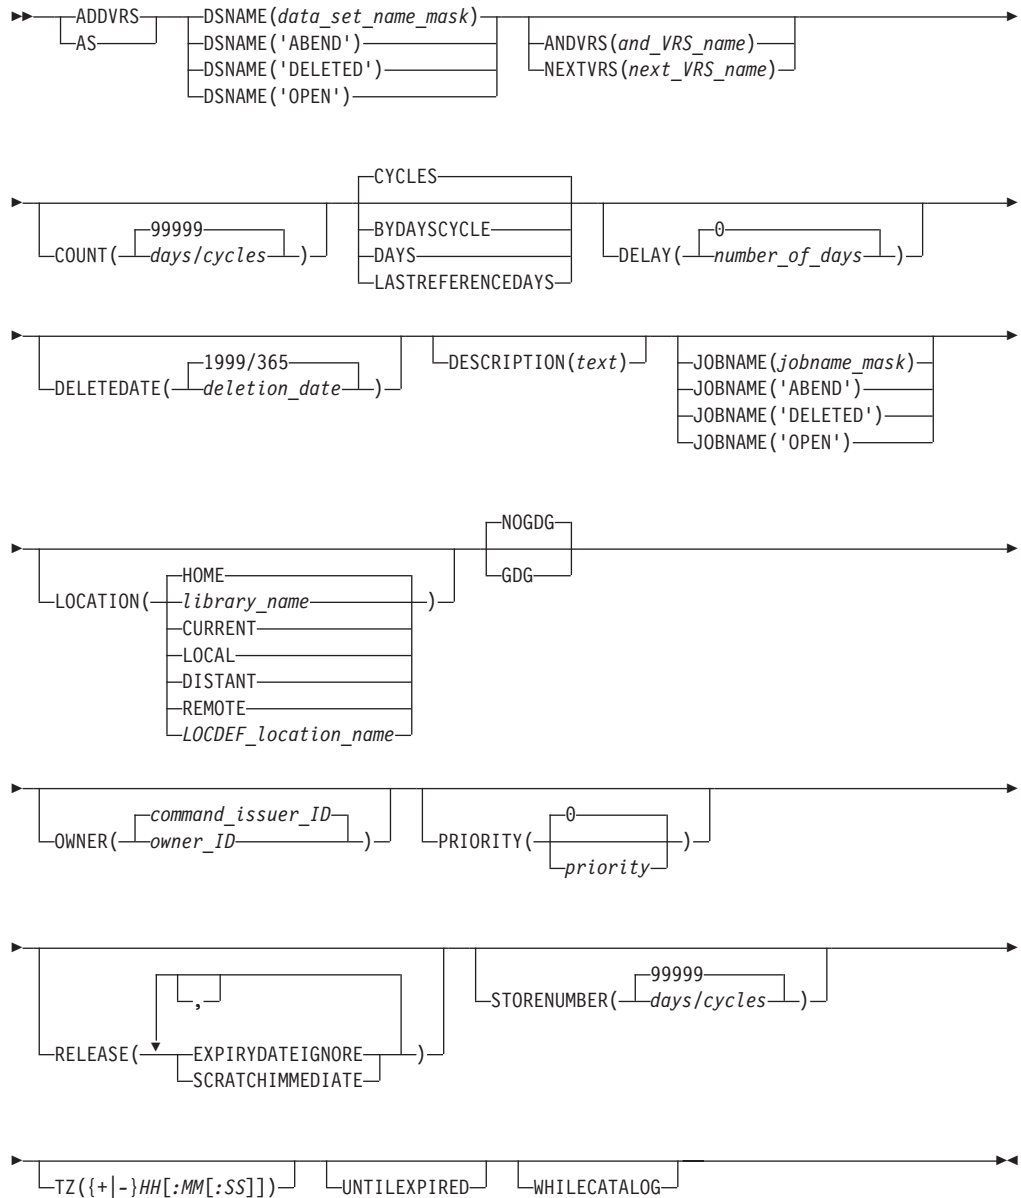 ADDVRS DSNAME(data_set_name_mask)
AS DSNAME('ABEND') ANDVRS(and_VRS_name)
DSNAME('DELETED') NEXTVRS(next_VRS_name)
DSNAME('OPEN')
CYCLES
99999 BYDAYSCYCLE 0
COUNT( days/cycles ) DAYS DELAY( number_of_days )
LASTREFERENCEDAYS
1999/365 DESCRIPTION(text) JOBNAME(jobname_mask)
DELETEDATE( deletion_date ) JOBNAME('ABEND')
JOBNAME('DELETED')
JOBNAME('OPEN')
NOGDG
HOME GDG
LOCATION( library_name )
CURRENT
LOCAL
DISTANT
REMOTE
LOCDEF_location_name
command_issuer_ID 0
OWNER( owner_ID ) PRIORITY( )
priority
, 99999
STORENUMBER( days/cycles )
RELEASE( EXPIRYDATEIGNORE )
SCRATCHIMMEDIATE
TZ({+|-}HH[:MM[:SS]]) UNTILEXPIRED WHILECATALOG